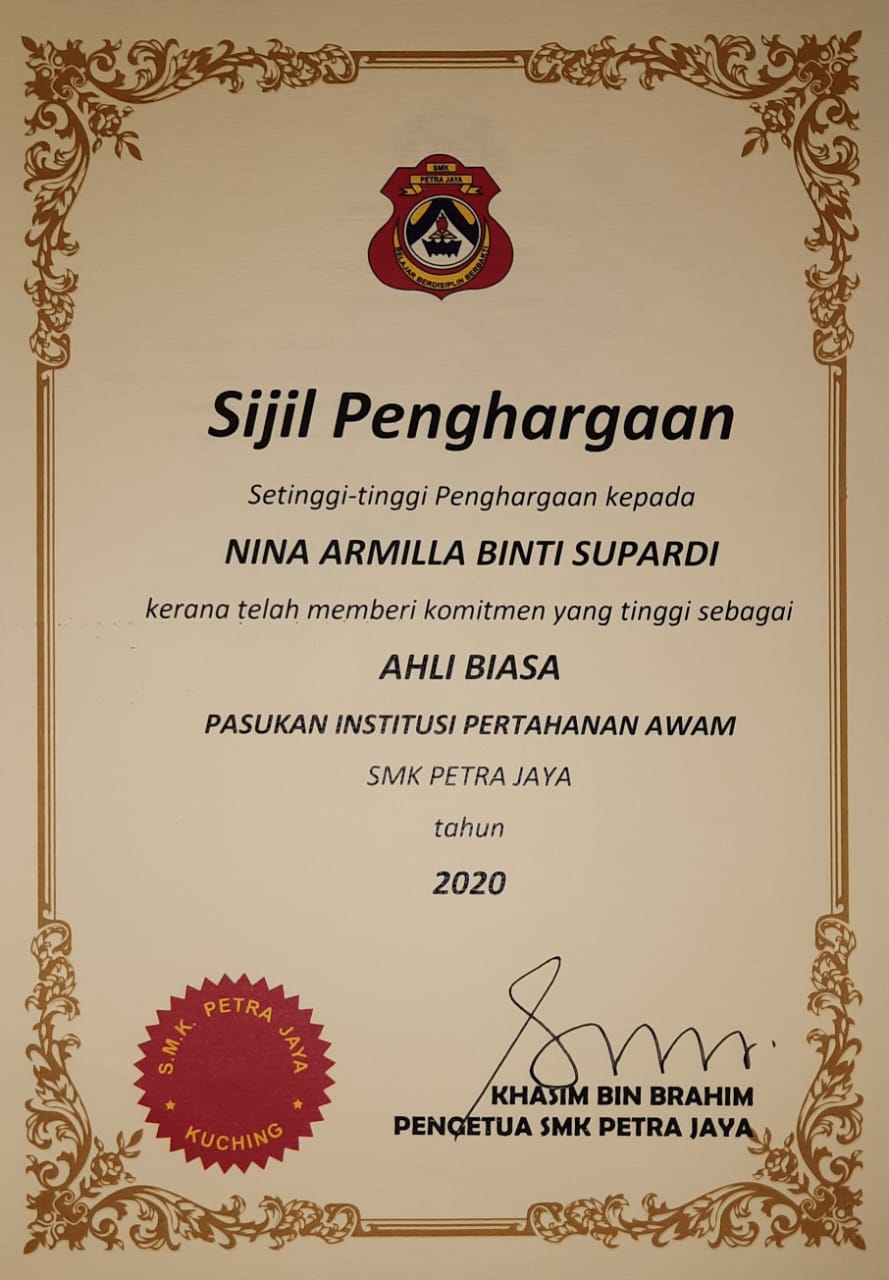 SMK
PETRA JAYA
BELAJAR BERDISIPLIN BERBAKTI
Sijil Penghargaan
Setinggi-tinggi Penghargaan kepada
NINA ARMILLA BINTI SUPARDI
kerana telah memberi komitmen yang tinggi sebagai
AHLI BIASA
PASUKAN INSTITUSI PERTAHANAN AWAM
SMK PETRA JAYA
tahun
2020
S.M.K. PETRA JAYA
KUCHING
KHASIM BIN BRAHIM
PENGETUA SMK PETRA JAYA